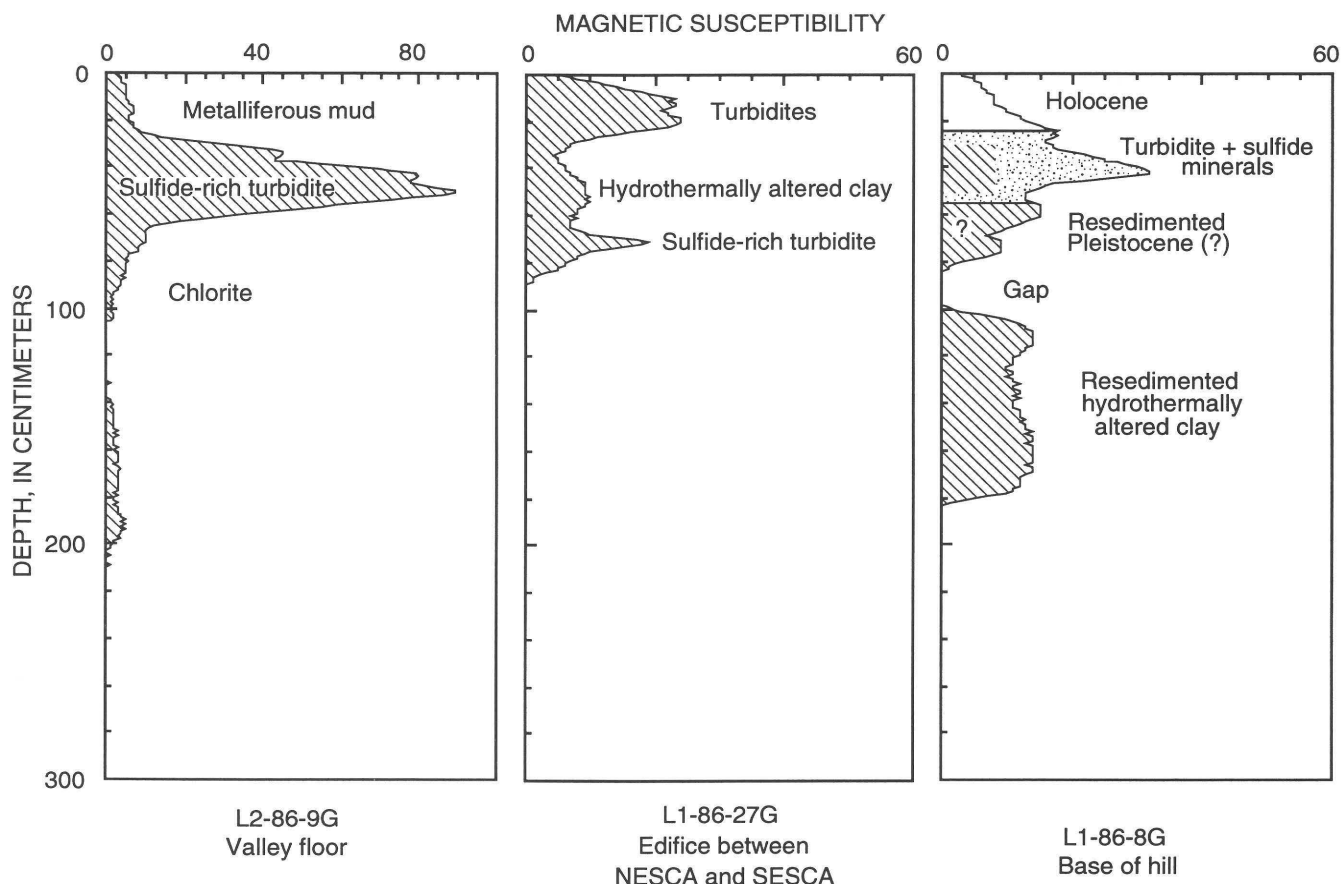 MAGNETIC SUSCEPTIBILITY
0 40 80
0 60
0 60
0
100
200
300
DEPTH, IN CENTIMETERS
Metalliferous mud
Sulfide-rich turbidite
Chlorite
L2-86-9G
Valley floor
Turbidites
Hydrothermally altered clay
Sulfide-rich turbidite
L1-86-27G
Edifice between
NESCA and SESCA
Holocene
Turbidite + sulfide
minerals
?
Resedimented
Pleistocene (?)
Gap
Resedimented
hydrothermally
altered clay
L1-86-8G
Base of hill